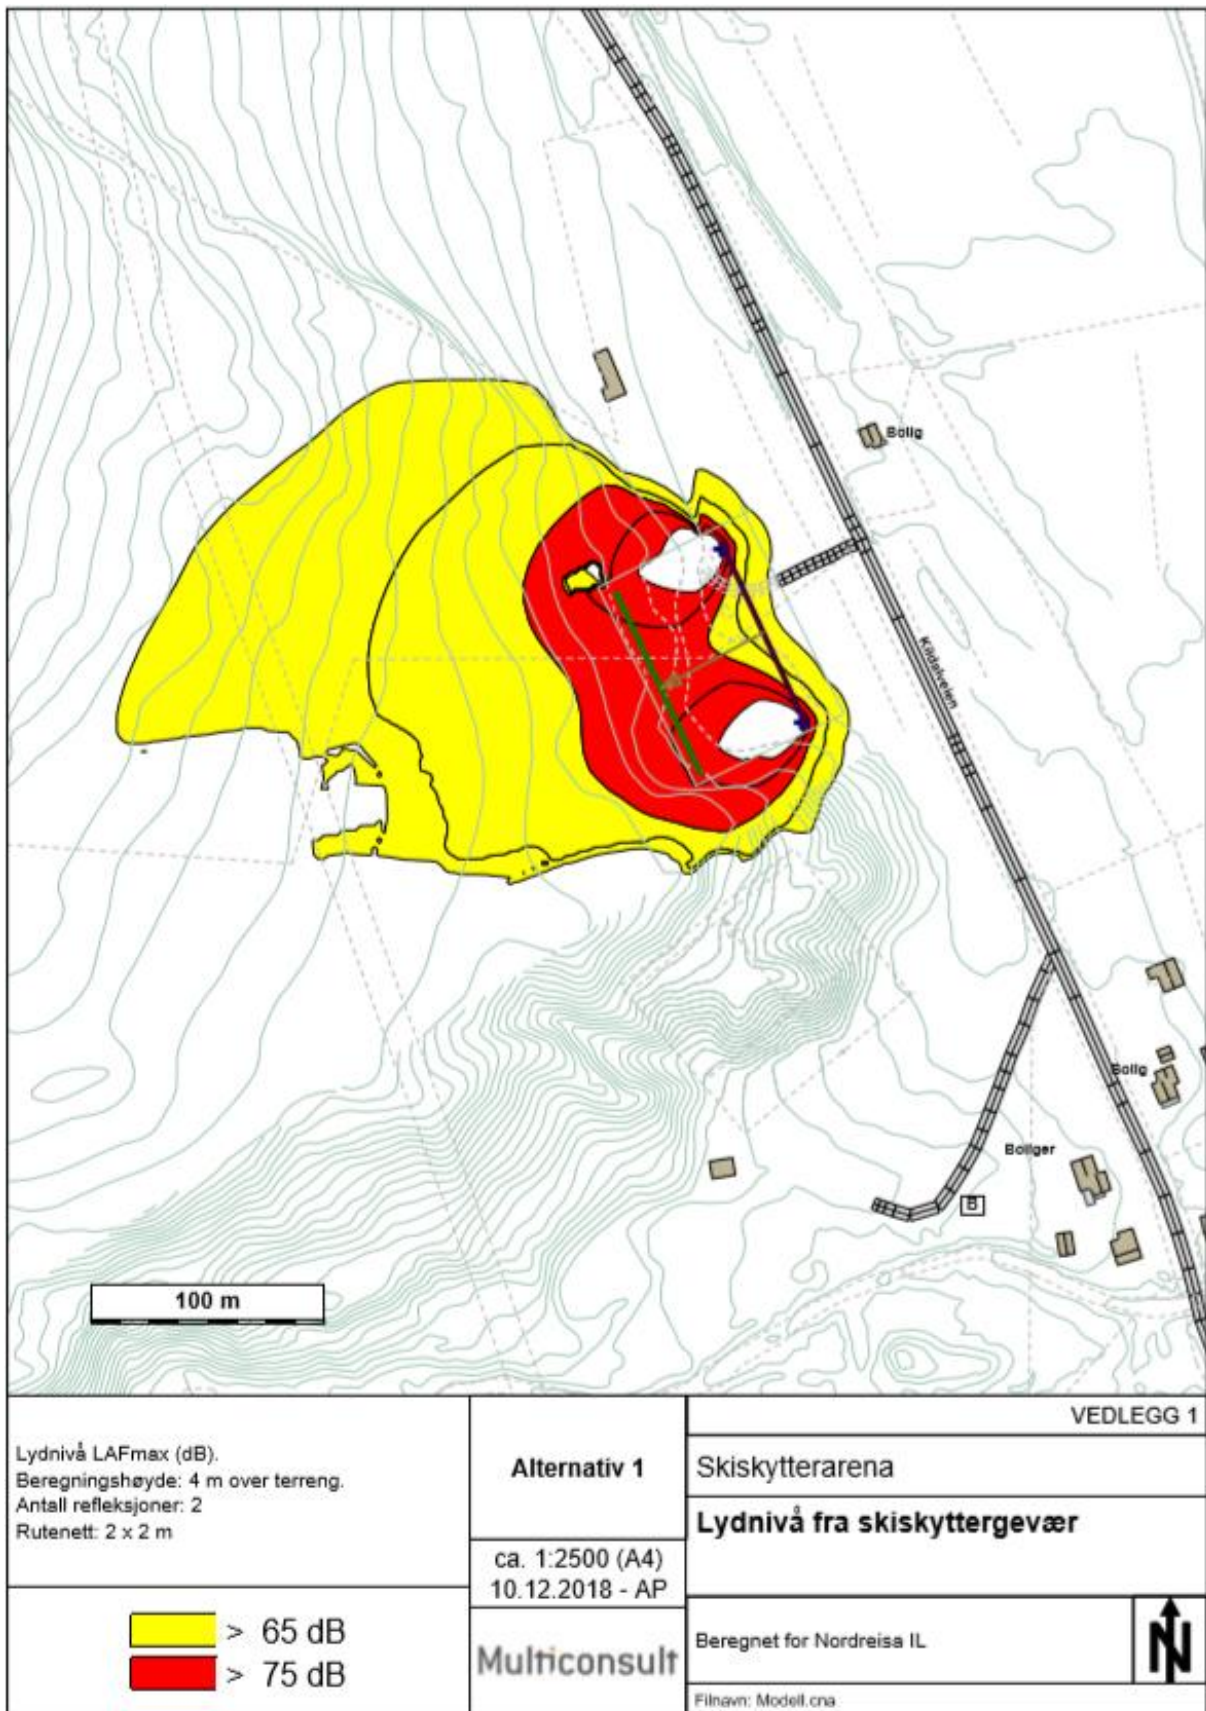 Bolig
Kildalveien
Bolig
Boliger
B
100 m
VEDLEGG 1
Lydnivå LAFmax (dB).
Beregningshøyde: 4 m over terreng.
Antall refleksjoner: 2
Rutenett: 2 x 2 m
Alternativ 1
Skiskytterarena
Lydnivå fra skiskyttergevær
ca. 1:2500 (A4)
10.12.2018 - AP
> 65 dB
> 75 dB
Multiconsult
Beregnet for Nordreisa IL
N
Filnavn: Modell.cna